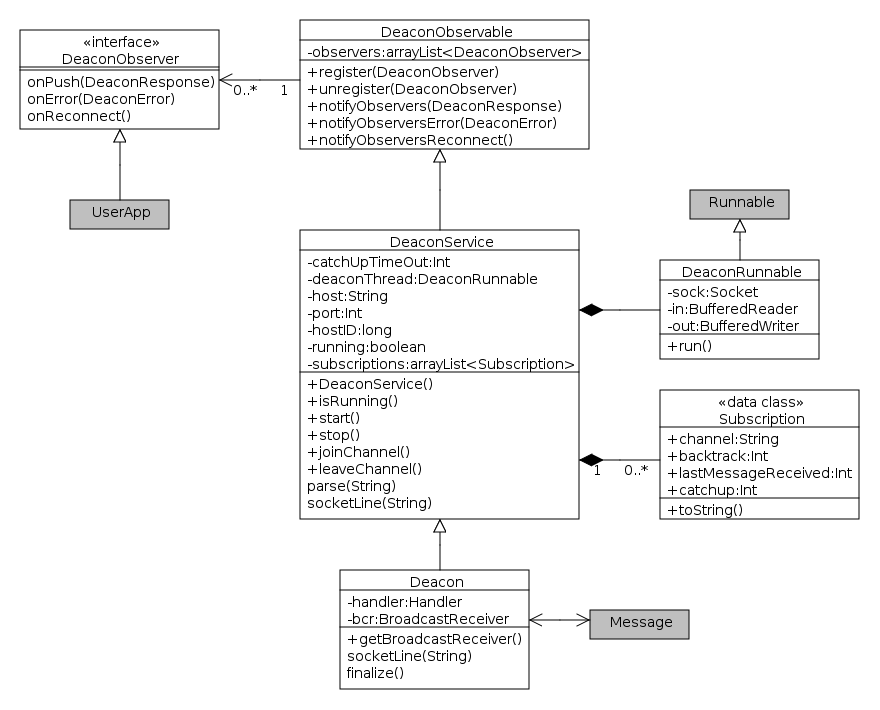 «interface»
DeaconObserver
onPush(DeaconResponse)
onError(DeaconError)
onReconnect()
0..*
1
DeaconObservable
-observers:arrayList<DeaconObserver>
+register(DeaconObserver)
+unregister(DeaconObserver)
+notifyObservers(DeaconResponse)
+notifyObserversError(DeaconError)
+notifyObserversReconnect()
UserApp
Runnable
DeaconService
-catchUpTimeOut:Int
-deaconThread:DeaconRunnable
-host:String
-port:Int
-hostID:long
-running:boolean
-subscriptions:arrayList<Subscription>
+DeaconService()
+isRunning()
+start()
+stop()
+joinChannel()
+leaveChannel()
parse(String)
socketLine(String)
DeaconRunnable
-sock:Socket
-in:BufferedReader
-out:BufferedWriter
+run()
1
0..*
«data class»
Subscription
+channel:String
+backtrack:Int
+lastMessageReceived:Int
+catchup:Int
+toString()
Deacon
-handler:Handler
-bcr:BroadcastReceiver
+getBroadcastReceiver()
socketLine(String)
finalize()
Message